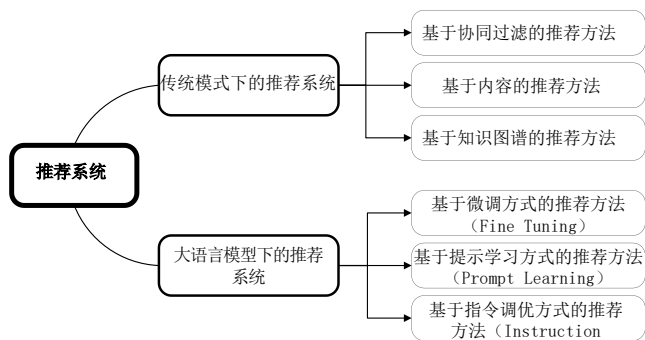 推荐系统
传统模式下的推荐系统
基于协同过滤的推荐方法
基于内容的推荐方法
基于知识图谱的推荐方法
大语言模型下的推荐
系统
基于微调方式的推荐方法
（Fine Tuning）
基于提示学习方式的推荐方法
（Prompt Learning）
基于指令调优方式的推荐
方法（Instruction